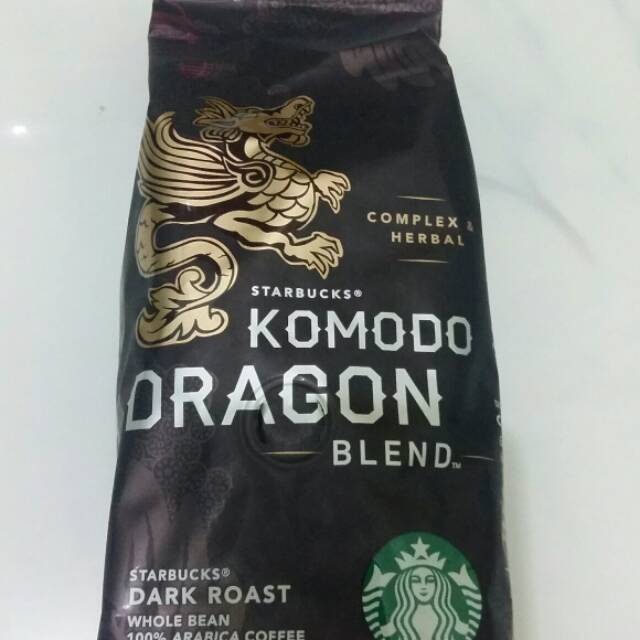 COMPLEX &
HERBAL
STARBUCKS®
KOMODO
DRAGON
BLEND™
STARBUCKS®
DARK ROAST
WHOLE BEAN
100% ARABICA COFFEE